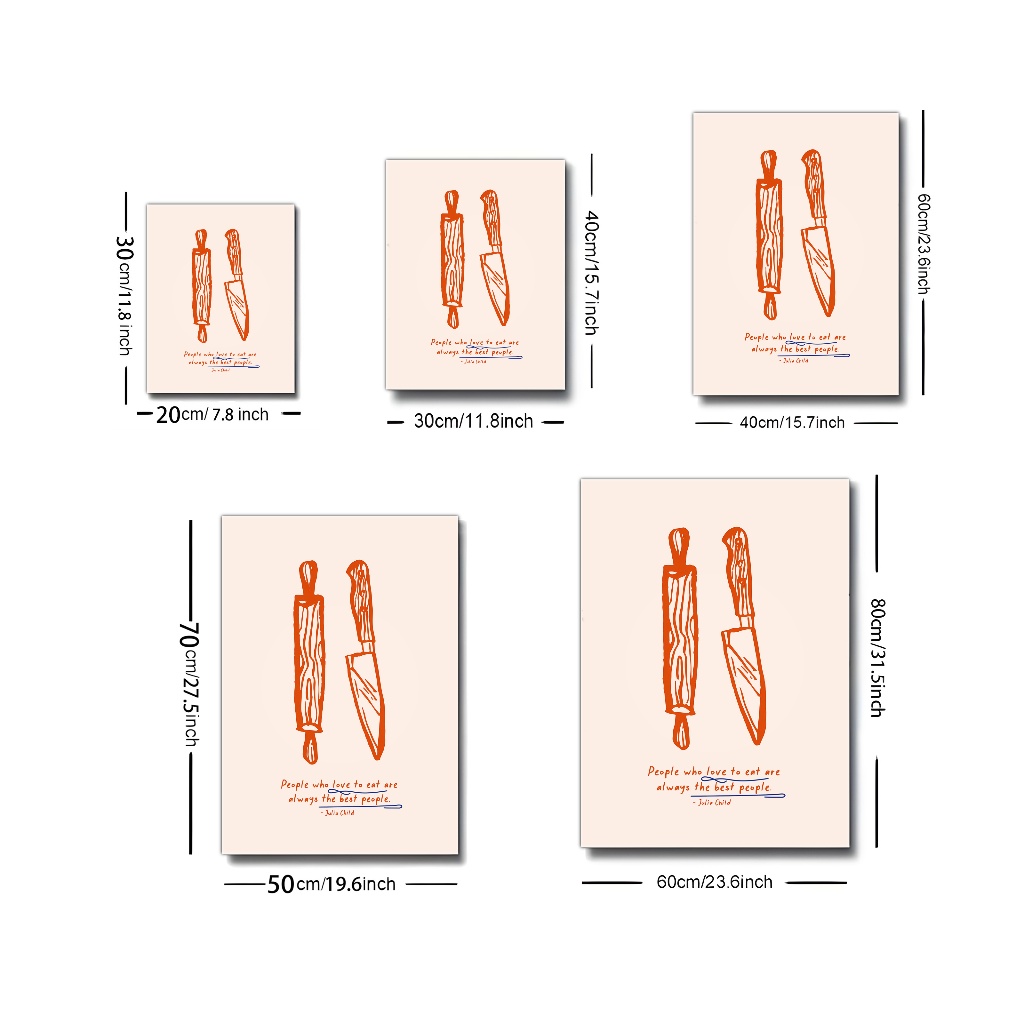 30cm/11.8 inch
People who love to eat are
always the best people.
- Julia Child
20cm/7.8 inch
40cm/15.7inch
People who love to eat are
always the best people
- Julia Child
30cm/11.8inch
60cm/23.6inch
People who love to eat are
always the best people
- Julia Child
40cm/15.7inch
70cm/27.5inch
People who love to eat are
always the best people.
- Julia Child
50cm/19.6inch
80cm/31.5inch
People who love to eat are
always the best people.
- Julia Child
60cm/23.6inch